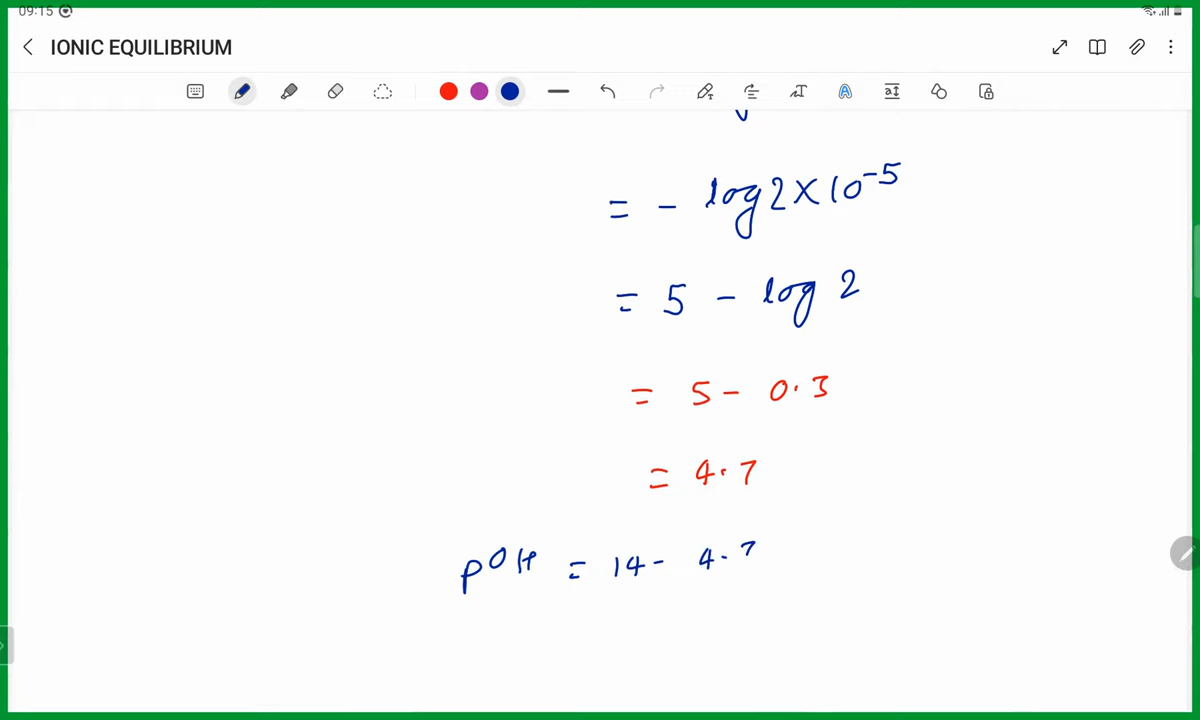 09:15
IONIC EQUILIBRIUM
= - log 2 × 10⁻⁵
= 5 - log 2
= 5 - 0.3
= 4.7
pOH = 14 - 4.7